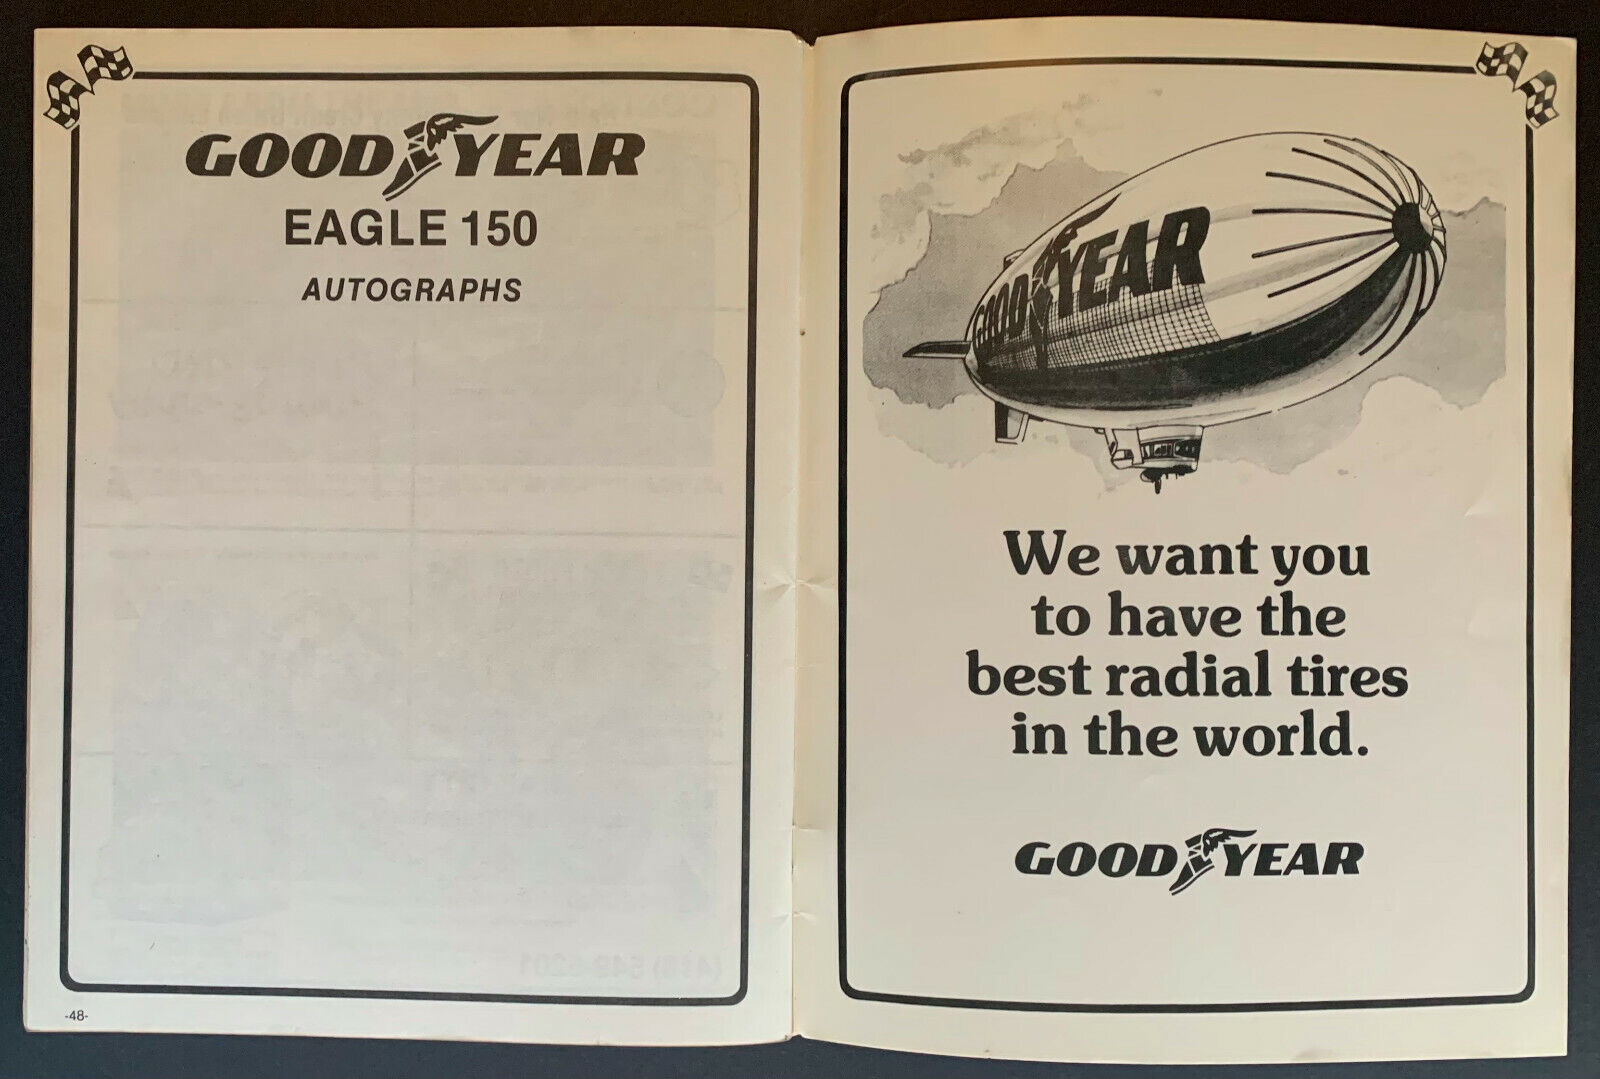 GOODYEAR
EAGLE 150
AUTOGRAPHS
-48-
GOODYEAR
We want you
to have the
best radial tires
in the world.
GOODYEAR